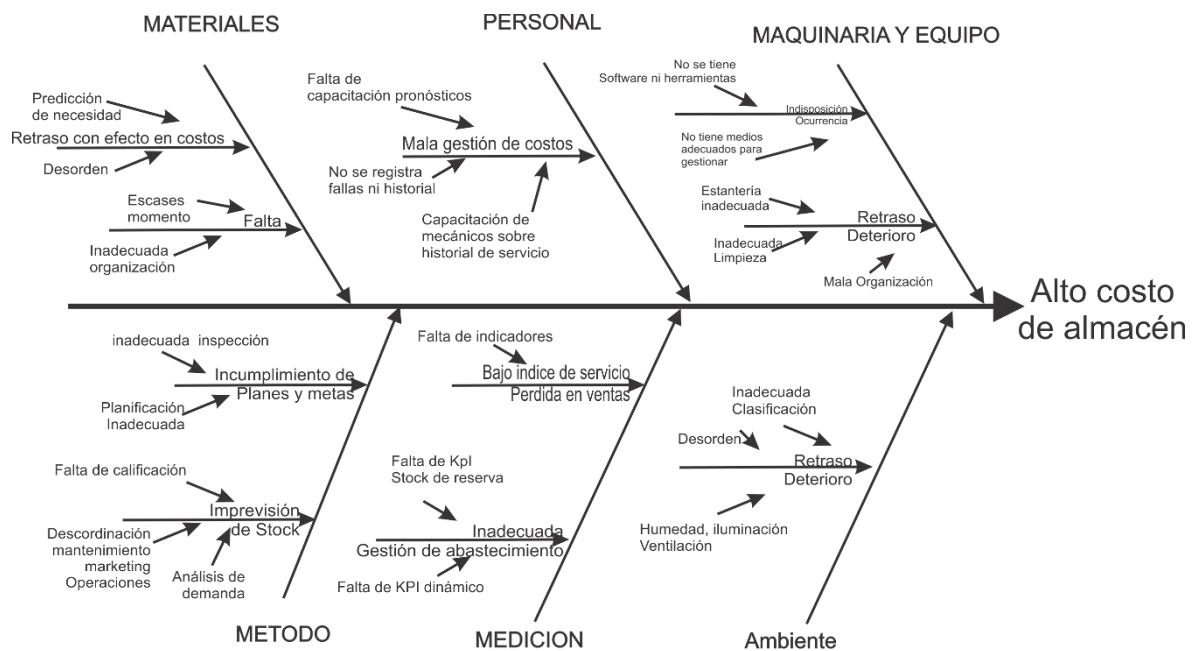 MATERIALES
PERSONAL
MAQUINARIA Y EQUIPO
Predicción
de necesidad
Retraso con efecto en costos
Desorden
Escases
momento
Falta
Inadecuada
organización
Falta de
capacitación pronósticos
Mala gestión de costos
No se registra
fallas ni historial
Capacitación de
mecánicos sobre
historial de servicio
No se tiene
Software ni herramientas
Indisposición
Ocurrencia
No tiene medios
adecuados para
gestionar
Estantería
inadecuada
Retraso
Deterioro
Inadecuada
Limpieza
Mala Organización
Alto costo
de almacén
inadecuada inspección
Incumplimiento de
Planes y metas
Planificación
Inadecuada
Falta de calificación
Imprevisión
de Stock
Descordinación
mantenimiento
marketing
Operaciones
Análisis de
demanda
Falta de indicadores
Bajo indice de servicio
Perdida en ventas
Falta de KpI
Stock de reserva
Inadecuada
Gestión de abastecimiento
Falta de KPI dinámico
Inadecuada
Clasificación
Desorden
Retraso
Deterioro
Humedad, iluminación
Ventilación
METODO
MEDICION
Ambiente